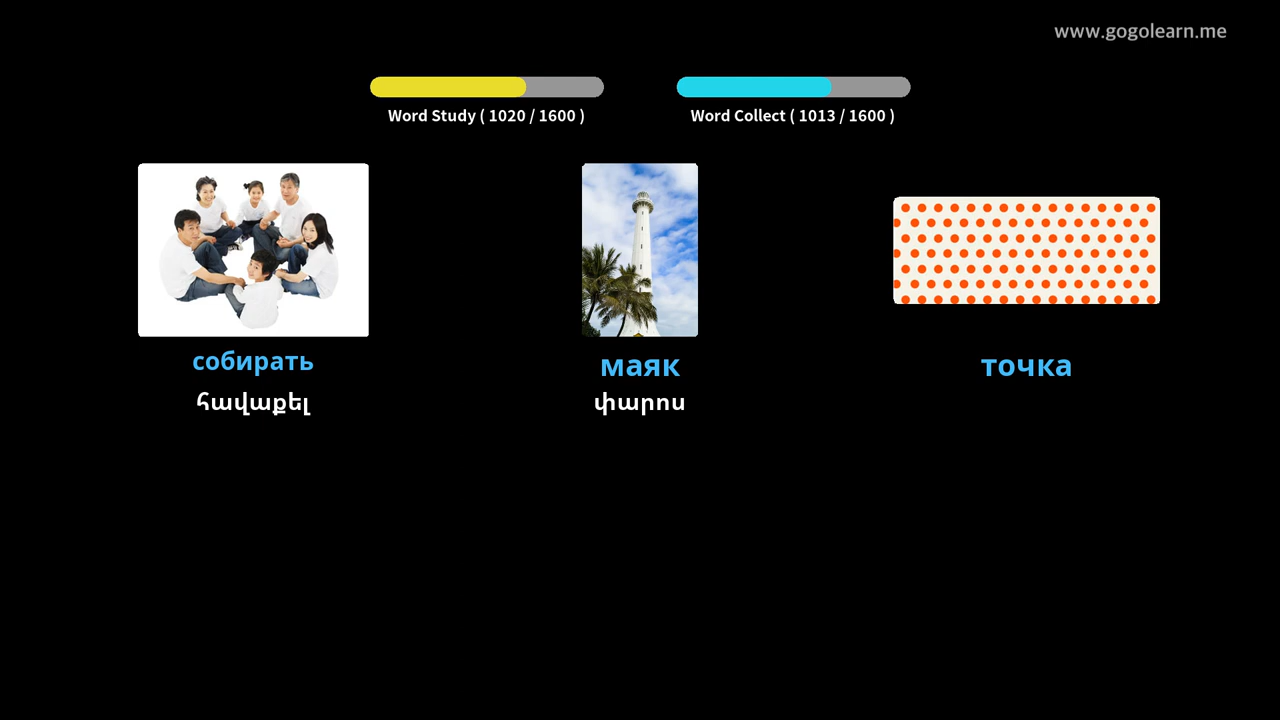 www.gogolearn.me
Word Study ( 1020 / 1600 )
Word Collect ( 1013 / 1600 )
собирать
հավաքել
маяк
փարոս
точка